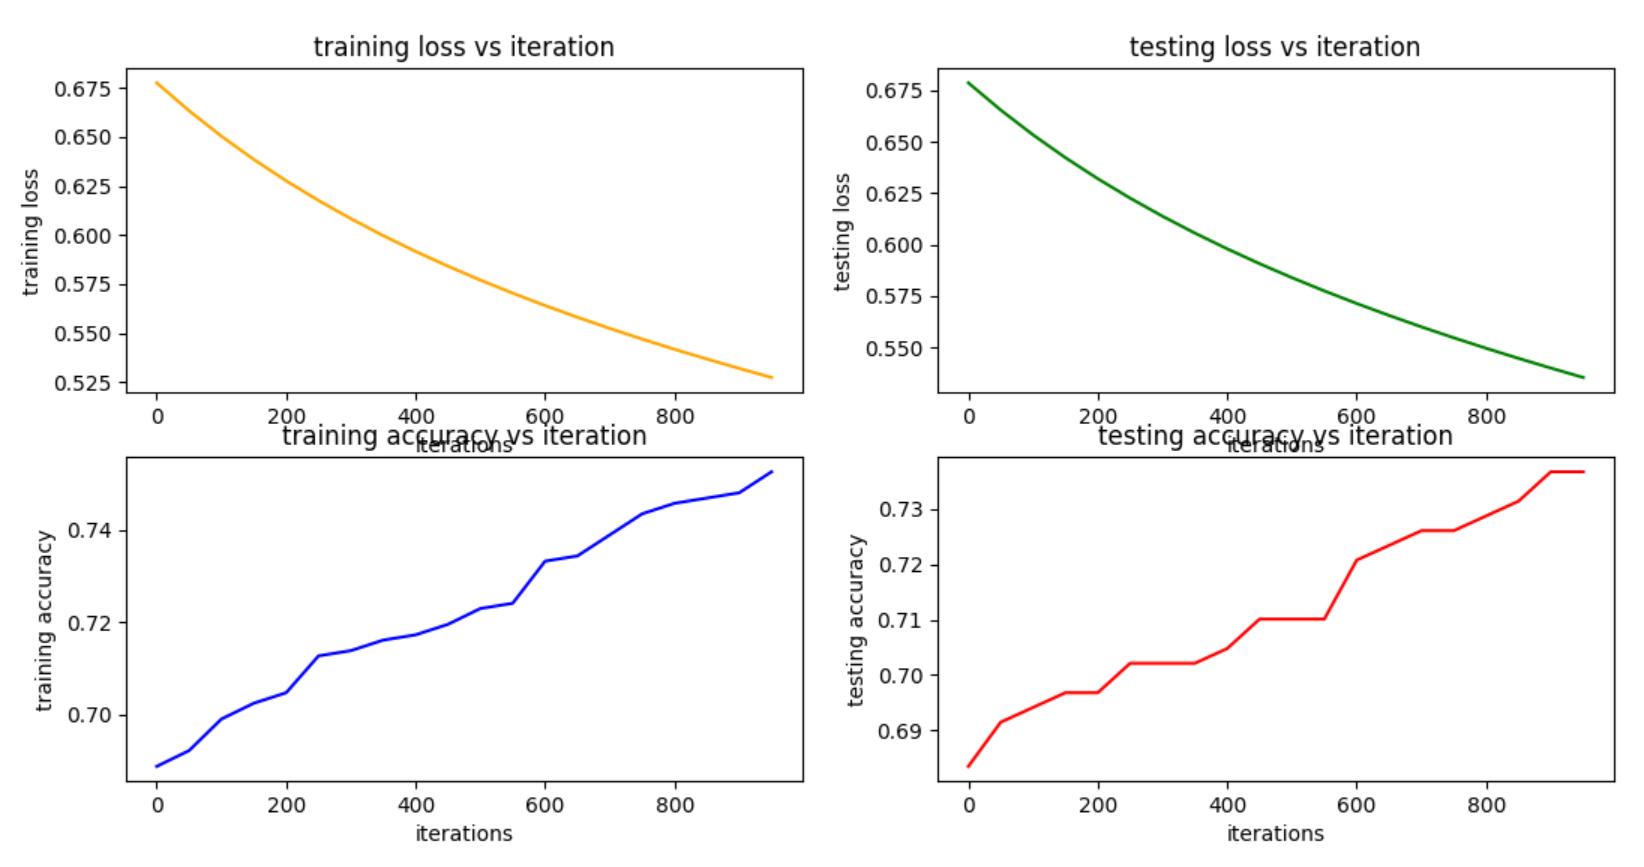 training loss vs iteration
0.675
0.650
0.625
0.600
0.575
0.550
0.525
training loss
0 200 400 600 800
iterations
testing loss vs iteration
0.675
0.650
0.625
0.600
0.575
0.550
testing loss
0 200 400 600 800
iterations
training accuracy vs iteration
0.74
0.72
0.70
training accuracy
0 200 400 600 800
iterations
testing accuracy vs iteration
0.73
0.72
0.71
0.70
0.69
testing accuracy
0 200 400 600 800
iterations